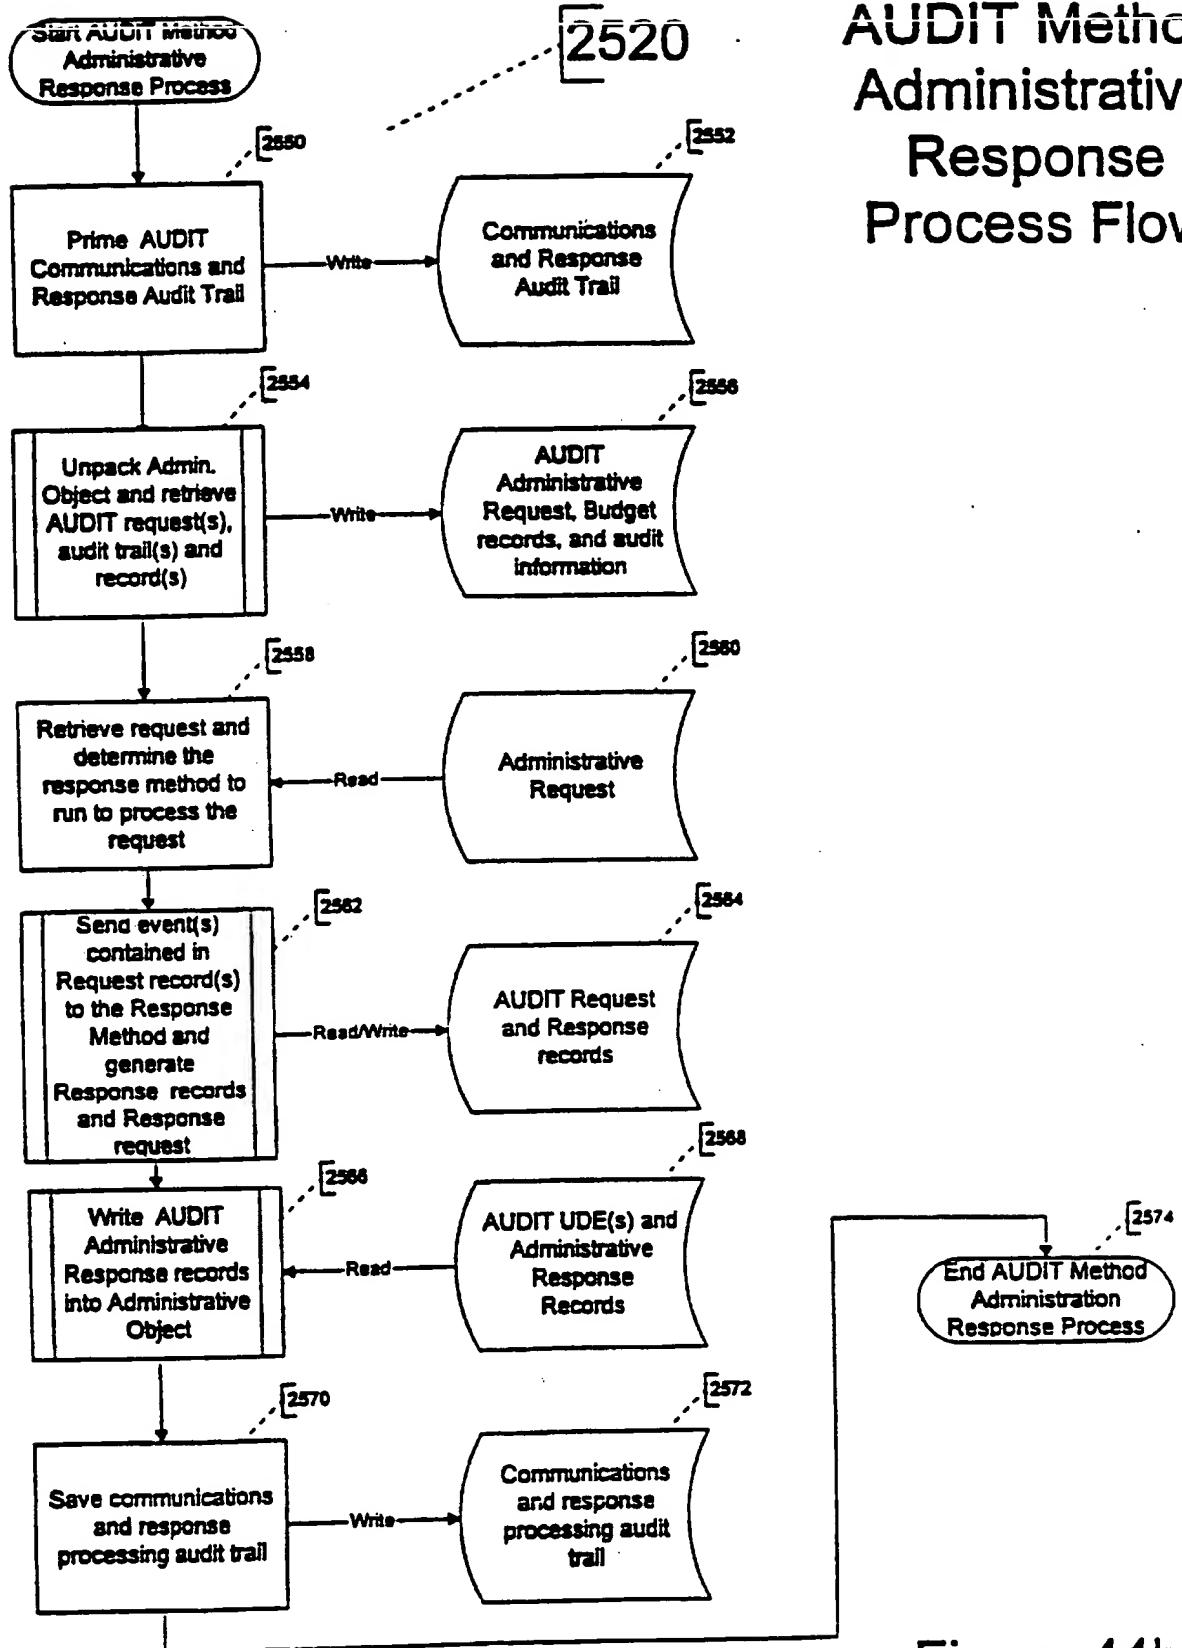 Start AUDIT Method
Administrative
Response Process
2520
AUDIT Metho
Administrativ
Response
Process Flow
2550
Prime AUDIT
Communications and
Response Audit Trail
Write
2552
Communications
and Response
Audit Trail
2554
Unpack Admin.
Object and retrieve
AUDIT request(s),
audit trail(s) and
record(s)
Write
2556
AUDIT
Administrative
Request, Budget
records, and audit
information
2558
Retrieve request and
determine the
response method to
run to process the
request
Read
2560
Administrative
Request
2562
Send event(s)
contained in
Request record(s)
to the Response
Method and
generate
Response records
and Response
request
Read/Write
2564
AUDIT Request
and Response
records
2566
Write AUDIT
Administrative
Response records
into Administrative
Object
Read
2568
AUDIT UDE(s) and
Administrative
Response
Records
2570
Save communications
and response
processing audit trail
Write
2572
Communications
and response
processing audit
trail
2574
End AUDIT Method
Administration
Response Process